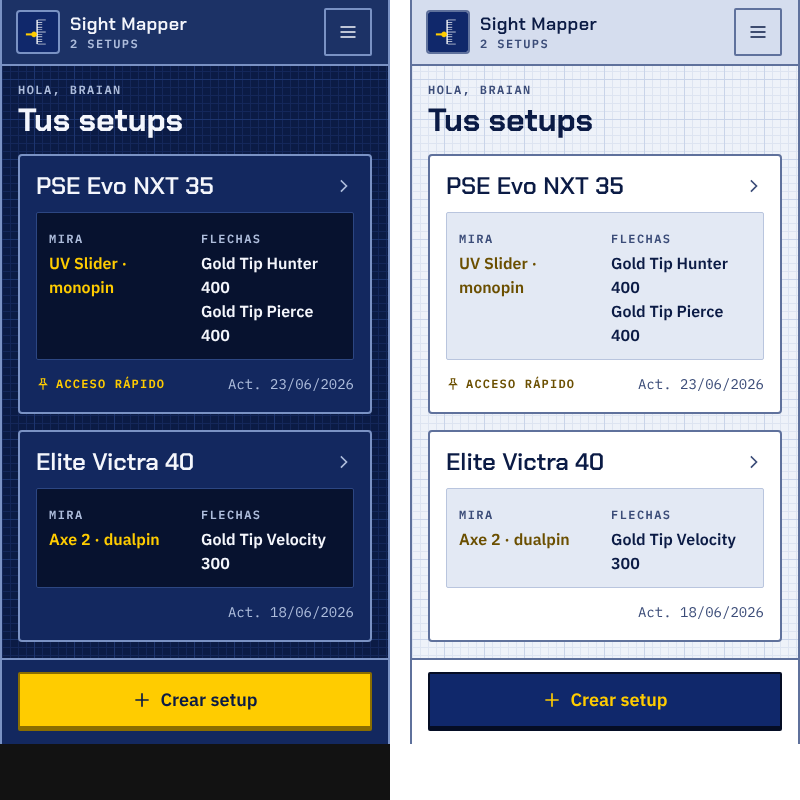 Sight Mapper
2 SETUPS
HOLA, BRAIAN
Tus setups
PSE Evo NXT 35
MIRA
UV Slider ·
monopin
FLECHAS
Gold Tip Hunter
400
Gold Tip Pierce
400
ACCESO RÁPIDO
Act. 23/06/2026
Elite Victra 40
MIRA
Axe 2 · dualpin
FLECHAS
Gold Tip Velocity
300
Act. 18/06/2026
Crear setup
Sight Mapper
2 SETUPS
HOLA, BRAIAN
Tus setups
PSE Evo NXT 35
MIRA
UV Slider ·
monopin
FLECHAS
Gold Tip Hunter
400
Gold Tip Pierce
400
ACCESO RÁPIDO
Act. 23/06/2026
Elite Victra 40
MIRA
Axe 2 · dualpin
FLECHAS
Gold Tip Velocity
300
Act. 18/06/2026
Crear setup